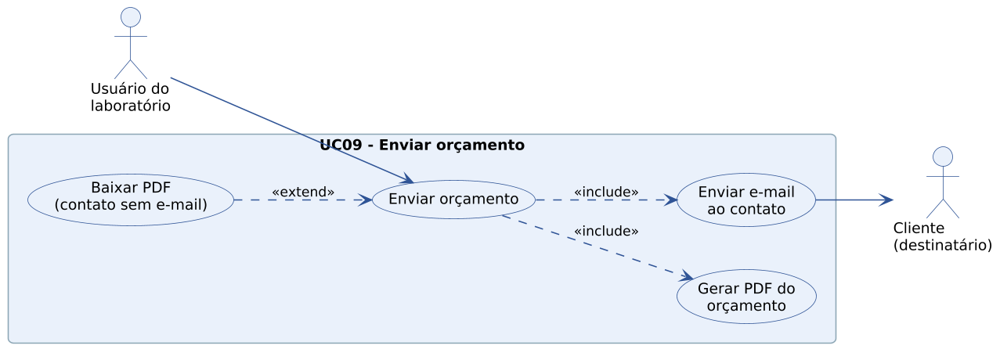 Usuário do
laboratório
UC09 - Enviar orçamento
Baixar PDF
(contato sem e-mail)
«extend»
Enviar orçamento
«include»
Enviar e-mail
ao contato
«include»
Gerar PDF do
orçamento
Cliente
(destinatário)